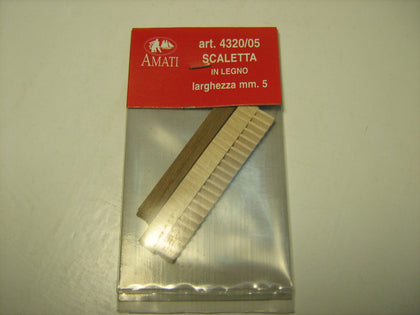 AMATI
art. 4320/05
SCALETTA
IN LEGNO
larghezza mm. 5